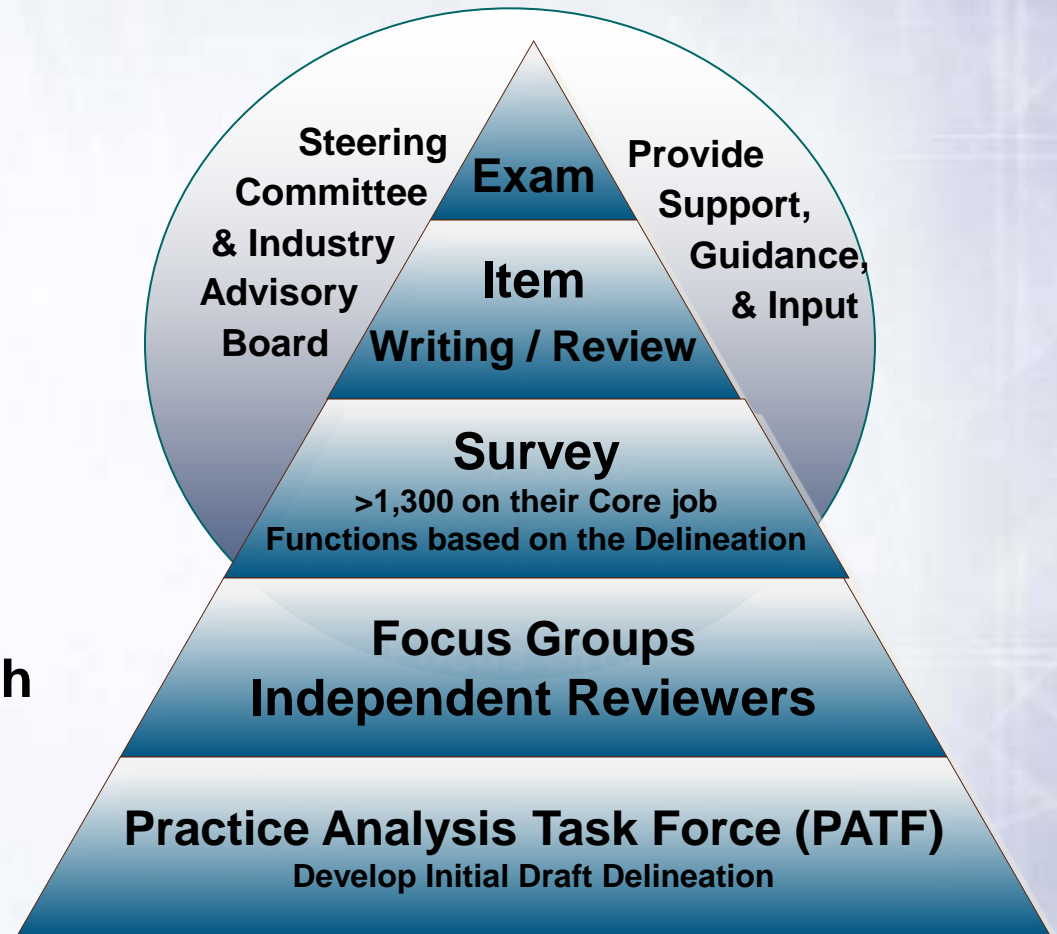 Steering
Committee
& Industry
Advisory
Board
Provide
Support,
Guidance,
& Input
Exam
Item
Writing / Review
Survey
>1,300 on their Core job
Functions based on the Delineation
Focus Groups
Independent Reviewers
h
Practice Analysis Task Force (PATF)
Develop Initial Draft Delineation